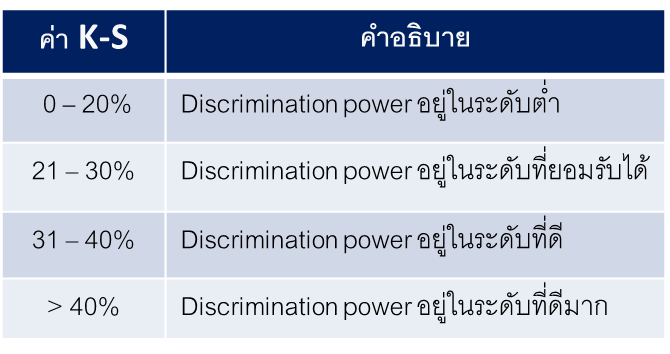 ค่า K-S คำอธิบาย
0 – 20% Discrimination power อยู่ในระดับต่ำ
21 – 30% Discrimination power อยู่ในระดับที่ยอมรับได้
31 – 40% Discrimination power อยู่ในระดับที่ดี
> 40% Discrimination power อยู่ในระดับที่ดีมาก